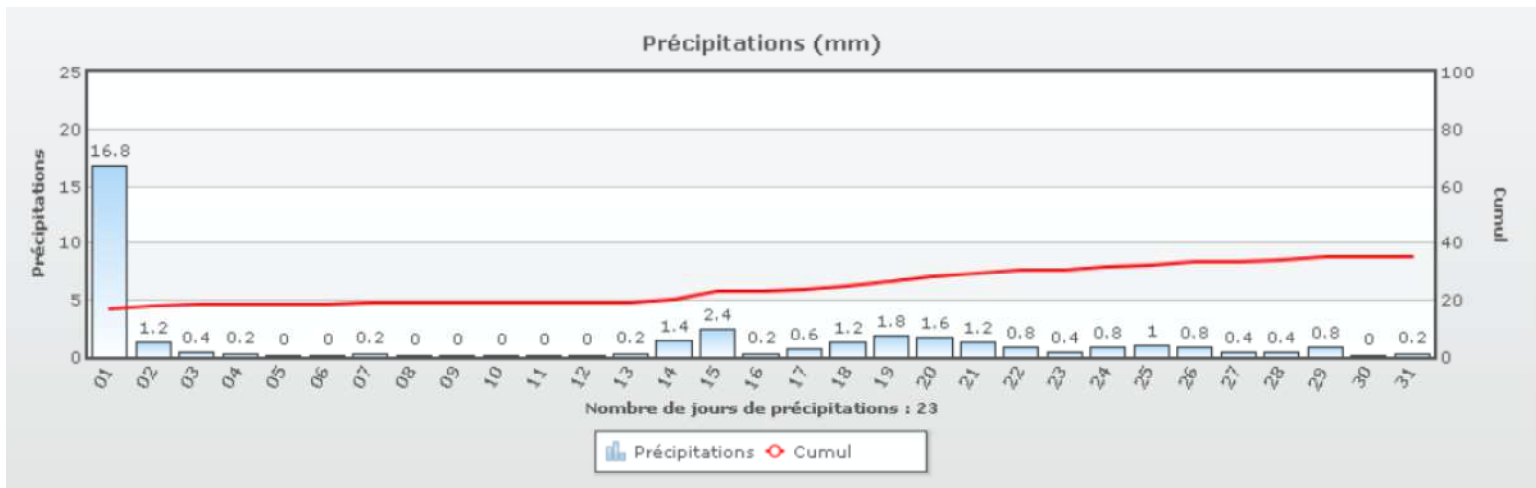 Précipitations (mm)
25 100
20 80
15 60
10 40
5 20
0 0
Précipitations
Cumul
16.8 1.2 0.4 0.2 0 0 0.2 0 0 0 0 0 0.2 1.4 2.4 0.2 0.6 1.2 1.8 1.6 1.2 0.8 0.4 0.8 1 0.8 0.4 0.4 0.8 0 0.2
01 02 03 04 05 06 07 08 09 10 11 12 13 14 15 16 17 18 19 20 21 22 23 24 25 26 27 28 29 30 31
Nombre de jours de précipitations : 23
Précipitations Cumul